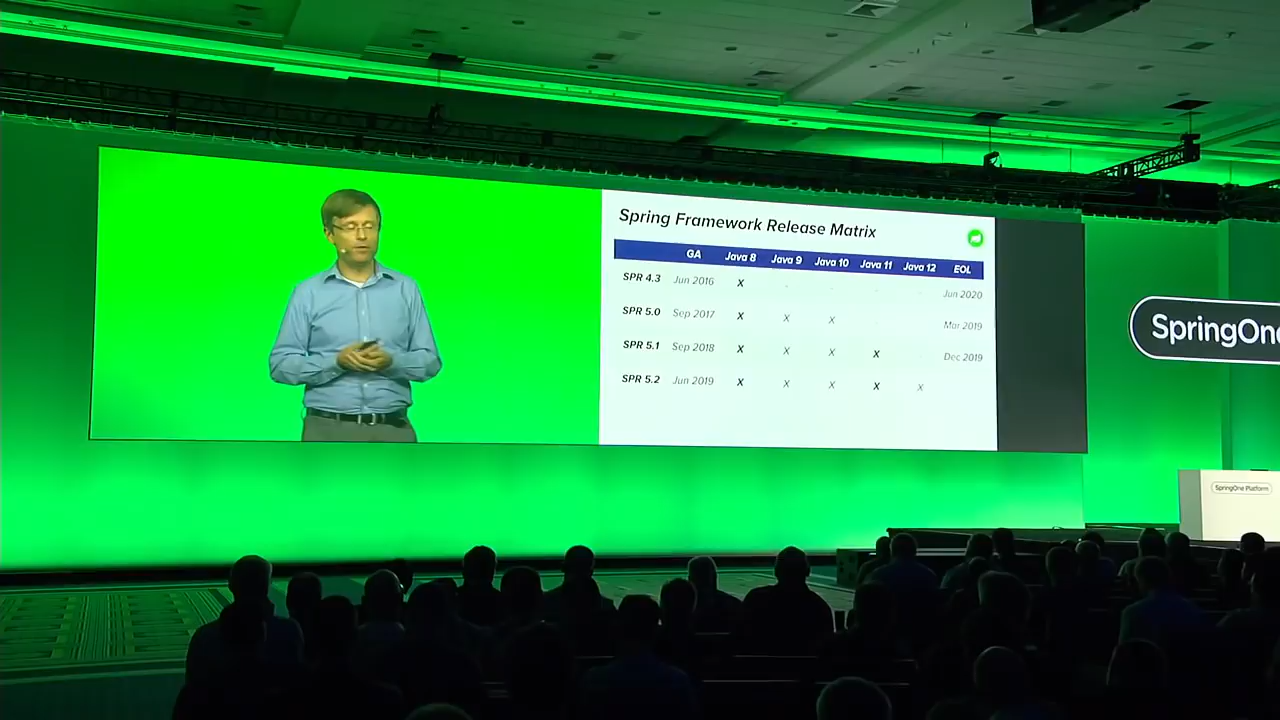 Spring Framework Release Matrix
GA Java 8 Java 9 Java 10 Java 11 Java 12 EOL
SPR 4.3 Jun 2016 X - - - - Jun 2020
SPR 5.0 Sep 2017 X X X - - Mar 2019
SPR 5.1 Sep 2018 X X X X - Dec 2019
SPR 5.2 Jun 2019 X X X X X
SpringOne
SpringOne Platform